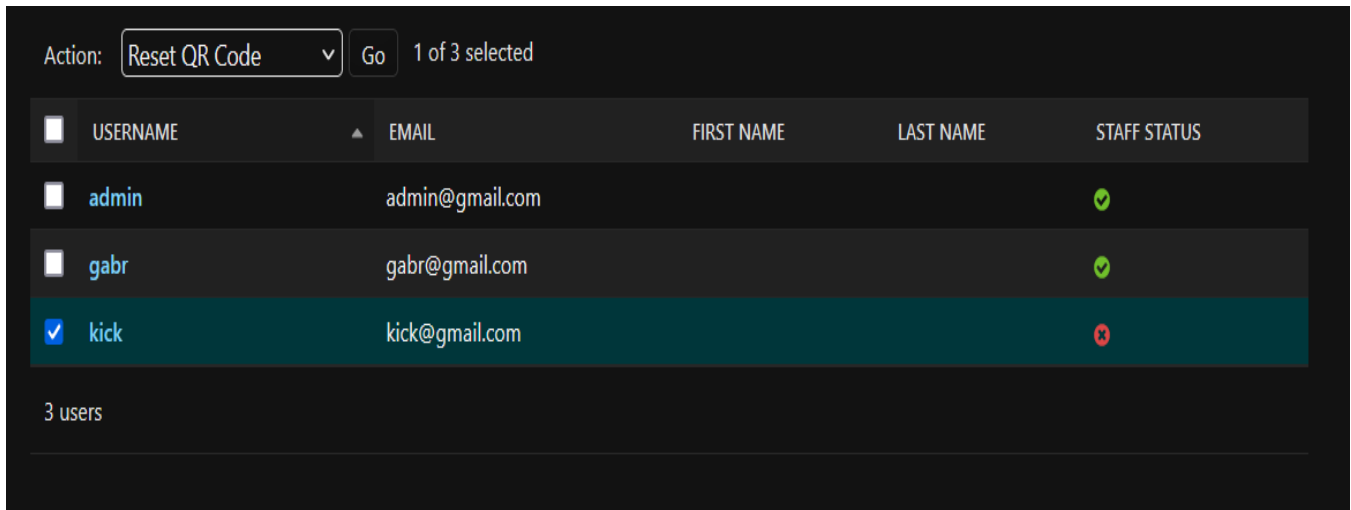 Action: Reset QR Code Go 1 of 3 selected
USERNAME EMAIL FIRST NAME LAST NAME STAFF STATUS
admin admin@gmail.com
gabr gabr@gmail.com
kick kick@gmail.com
3 users